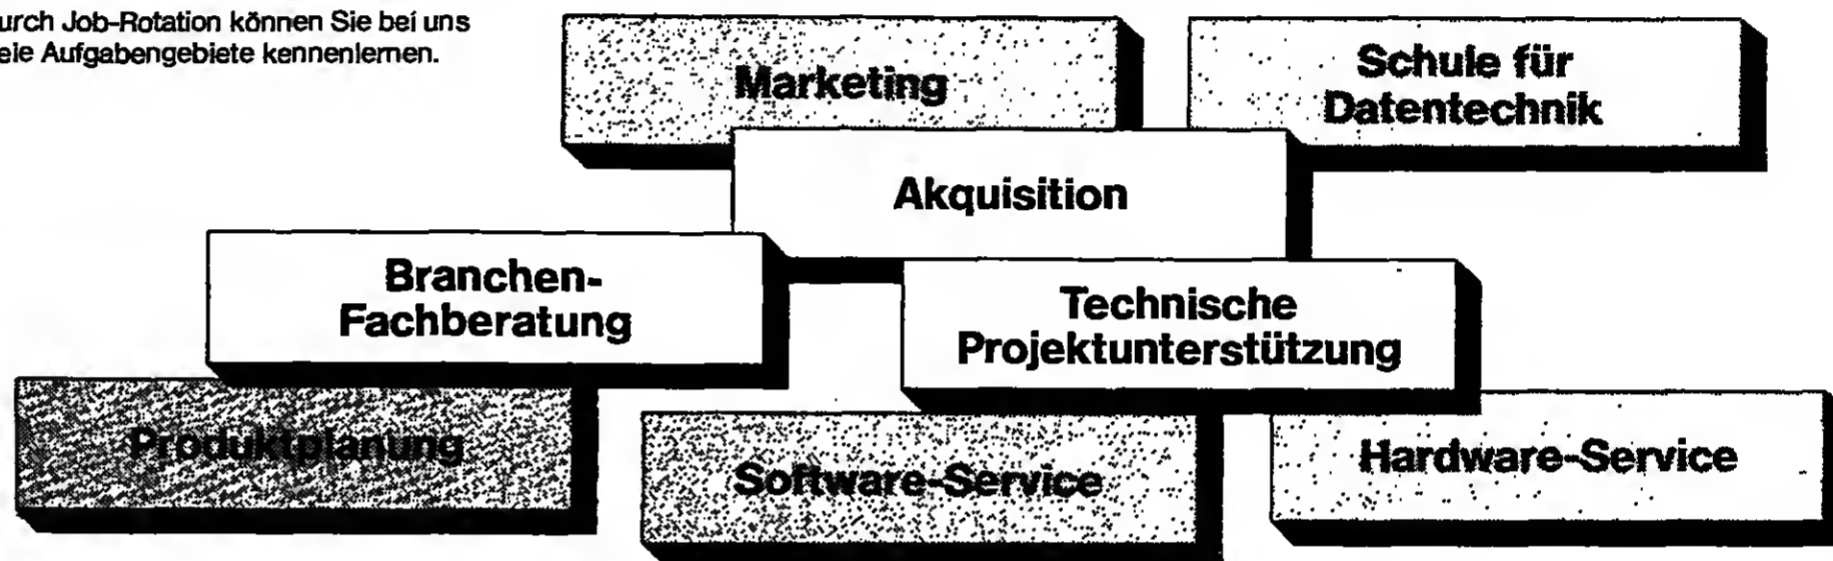 urch Job-Rotation können Sie bei uns
ele Aufgabengebiete kennenlernen.
Marketing
Schule für
Datentechnik
Akquisition
Branchen-
Fachberatung
Technische
Projektunterstützung
Produktplanung
Software-Service
Hardware-Service